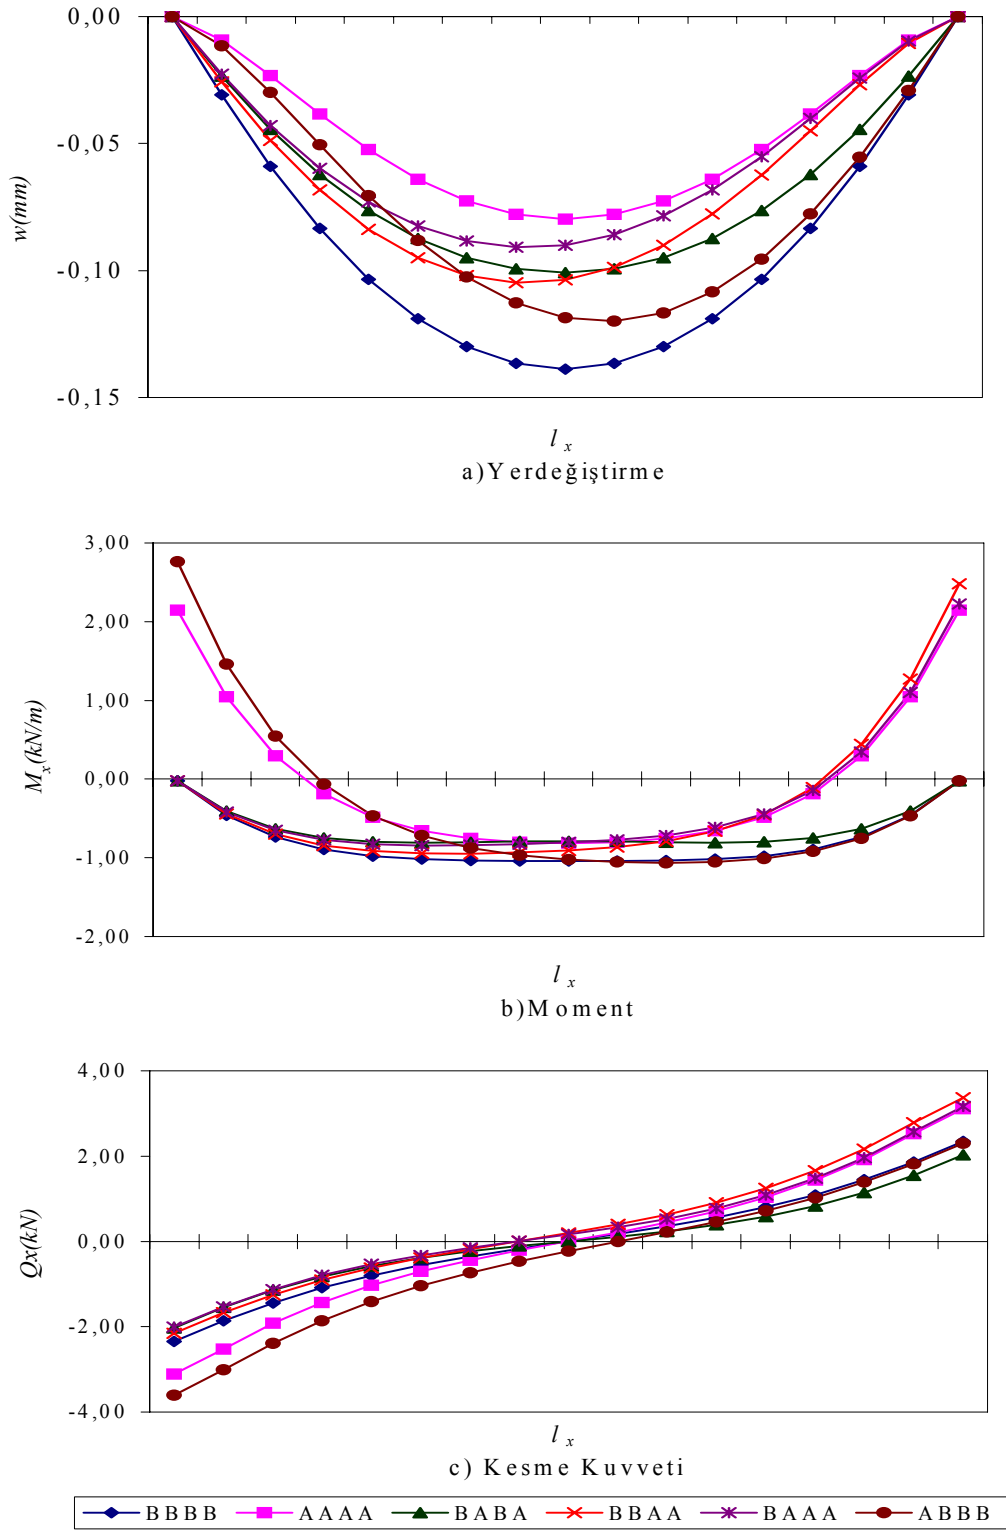 0,00
-0,05
-0,10
-0,15
w(mm)
l x
a)Yerdeğiştirme
3,00
2,00
1,00
0,00
-1,00
-2,00
Mx(kN/m)
l x
b)Moment
4,00
2,00
0,00
-2,00
-4,00
Qx(kN)
l x
c) Kesme Kuvveti
BBBB AAAA BABA BBAA BAAA ABBB